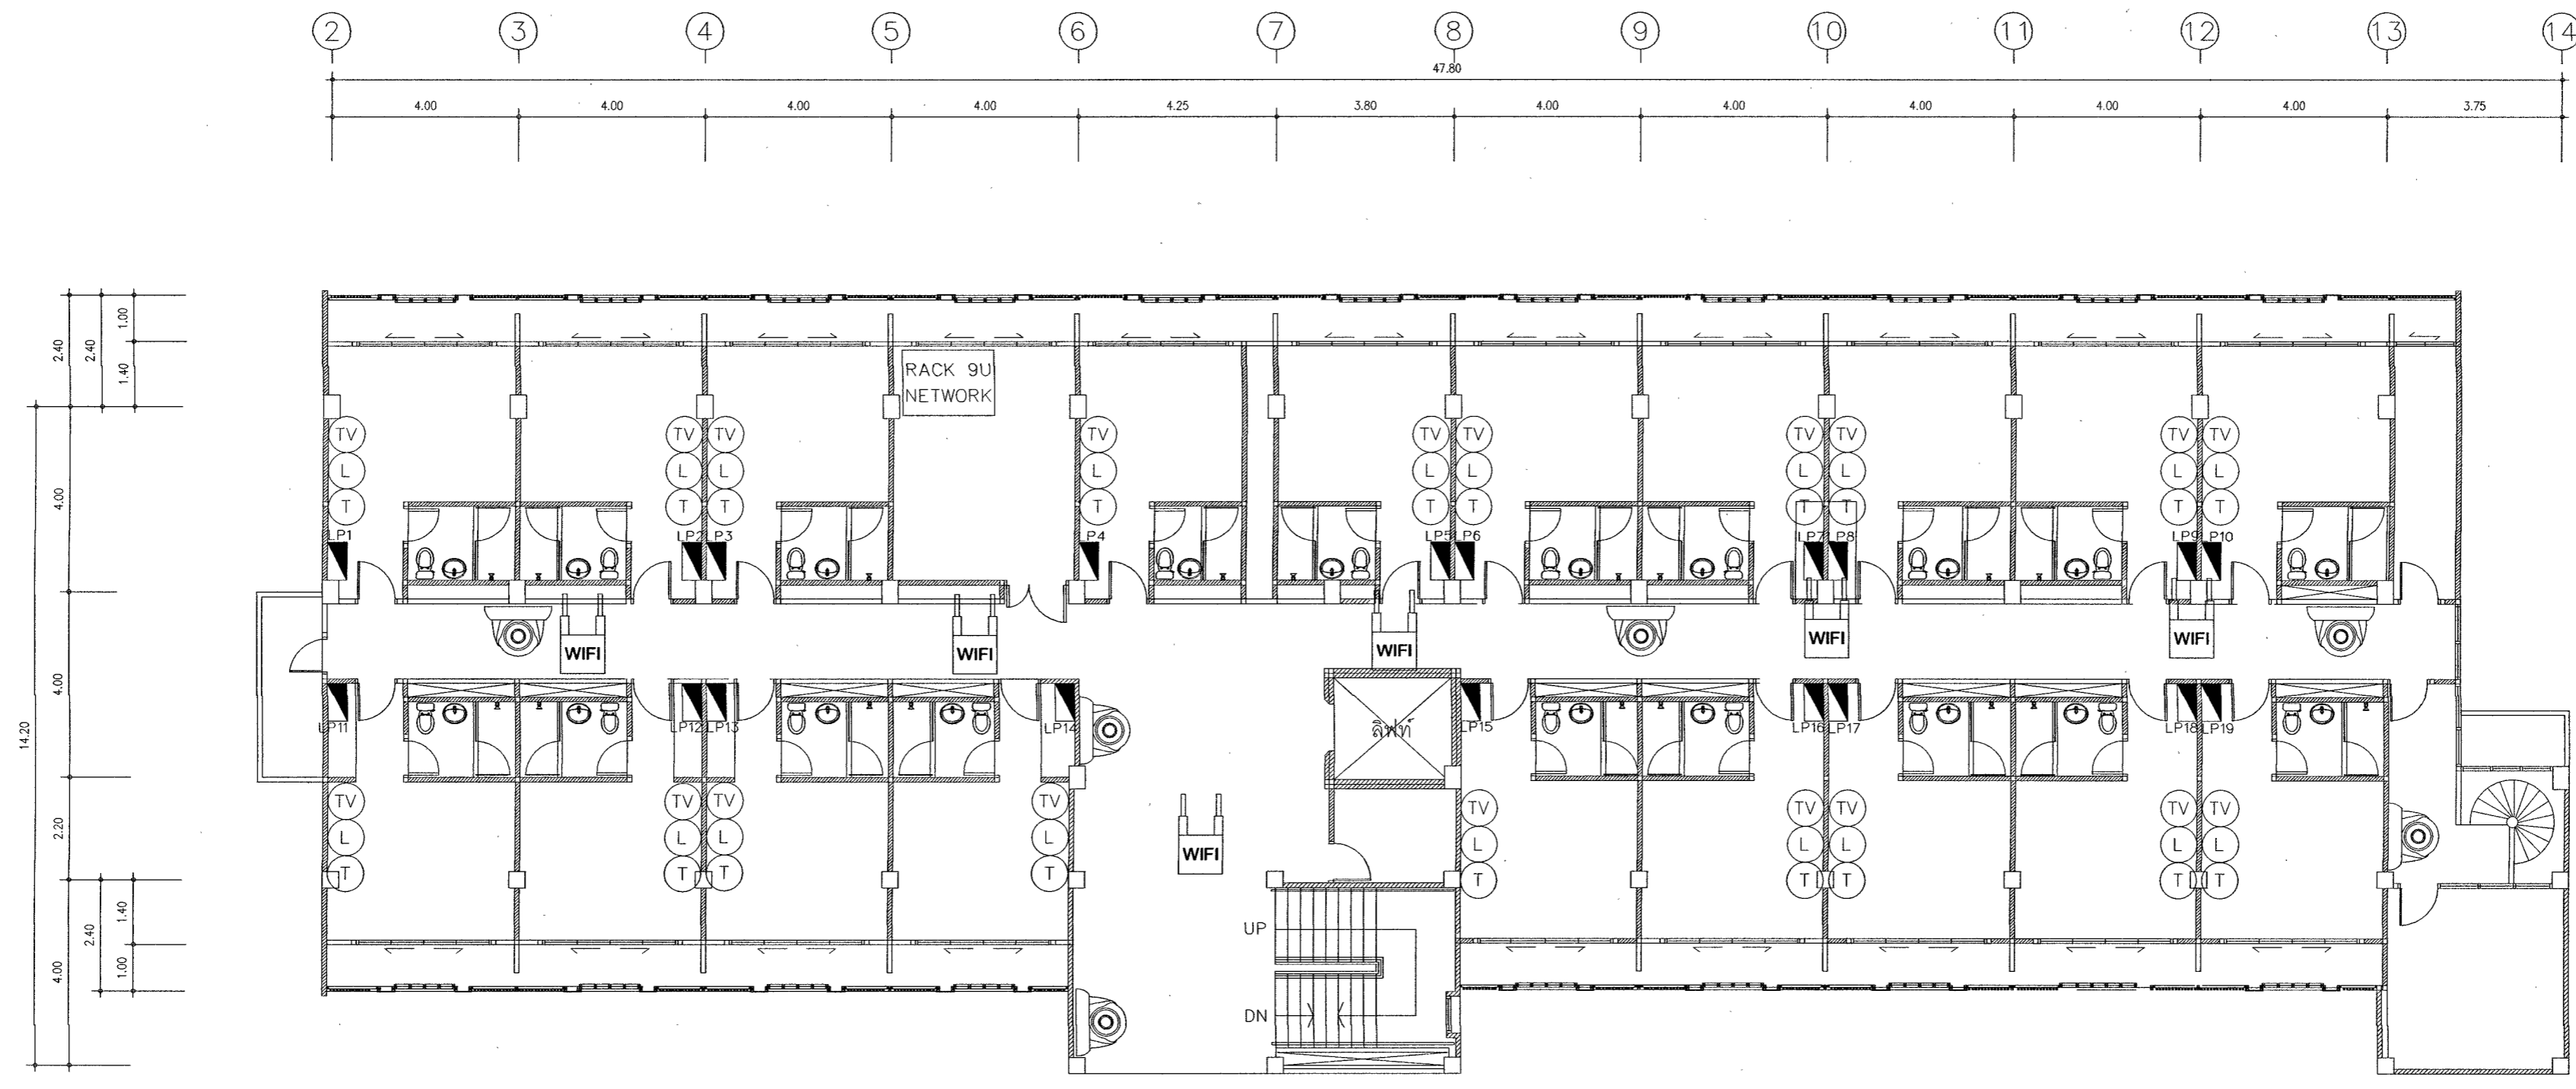 2 3 4 5 6 7 8 9 10 11 12 13 14
47.80
4.00 4.00 4.00 4.00 4.25 3.80 4.00 4.00 4.00 4.00 4.00 3.75
1.00
2.40 2.40
1.40
RACK 9U
NETWORK
TV TV TV TV TV TV TV TV TV TV
L L L L L L L L L L
4.00
T T T T T T T T T T
LP1 LP2 LP3 LP4 LP5 LP6 LP7 LP8 LP9 LP10
WIFI WIFI WIFI WIFI WIFI
4.00
14.20
LP11 LP12 LP13 LP14 ลิฟท์ LP15 LP16 LP17 LP18 LP19
TV TV TV TV TV TV TV TV TV
2.20
L L L L L L L L L
WIFI
T T T T T T T T T
1.40
2.40
UP
4.00
1.00
DN